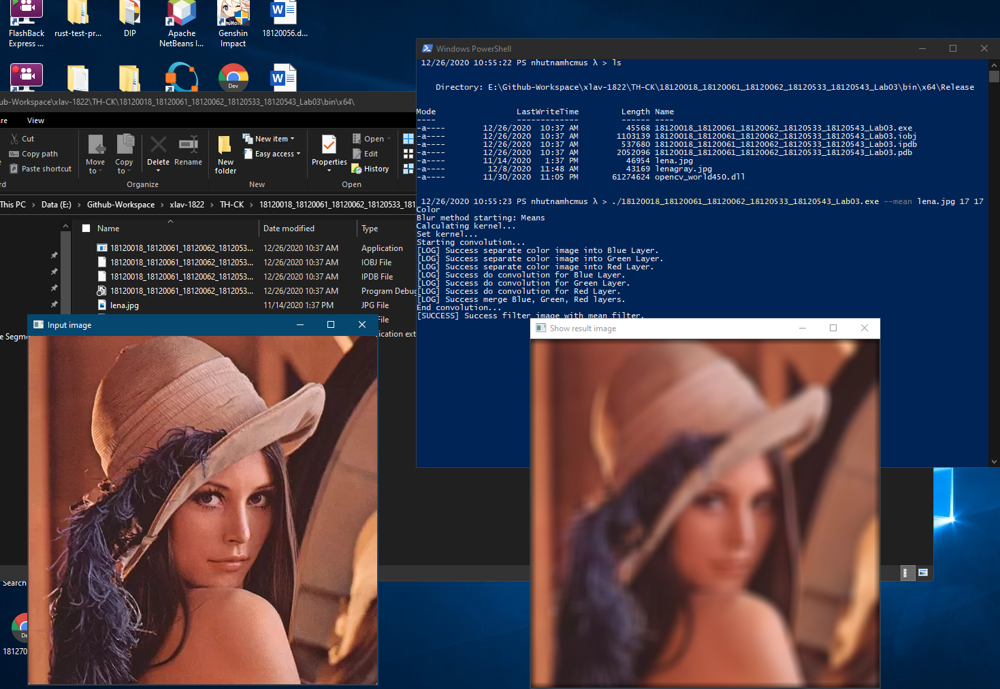 FlashBack
Express ...
rust-test-pr...
DIP
Apache
NetBeans I...
Genshin
Impact
18120056.d...
Dev
ub-Workspace\xlav-1822\TH-CK\18120018_18120061_18120062_18120533_18120543_Lab03\bin\x64\
are
View
Cut
Copy path
Paste shortcut
Move
to
Copy
to
Delete
Rename
New
folder
New item
Easy access
Properties
Open
Edit
History
rd
Organize
New
Open
This PC > Data (E:) > Github-Workspace > xlav-1822 > TH-CK > 18120018_18120061_18120062_18120533_181
Name
Date modified
Type
18120018_18120061_18120062_1812053... 12/26/2020 10:37 AM Application
18120018_18120061_18120062_1812053... 12/26/2020 10:37 AM IOBJ File
18120018_18120061_18120062_1812053... 12/26/2020 10:37 AM IPDB File
18120018_18120061_18120062_1812053... 12/26/2020 10:37 AM Program Debug
lena.jpg 11/14/2020 1:37 PM JPG File
File
ication ext
e Segme
Search
181270
Windows PowerShell
12/26/2020 10:55:22 PS nhutnamhcmus λ > ls
Directory: E:\Github-Workspace\xlav-1822\TH-CK\18120018_18120061_18120062_18120533_18120543_Lab03\bin\x64\Release
Mode LastWriteTime Length Name
---- ------------- ------ ----
-a---- 12/26/2020 10:37 AM 45568 18120018_18120061_18120062_18120533_18120543_Lab03.exe
-a---- 12/26/2020 10:37 AM 1103139 18120018_18120061_18120062_18120533_18120543_Lab03.iobj
-a---- 12/26/2020 10:37 AM 537680 18120018_18120061_18120062_18120533_18120543_Lab03.ipdb
-a---- 12/26/2020 10:37 AM 2052096 18120018_18120061_18120062_18120533_18120543_Lab03.pdb
-a---- 11/14/2020 1:37 PM 46954 lena.jpg
-a---- 12/8/2020 11:48 AM 43169 lenagray.jpg
-a---- 11/30/2020 11:05 PM 61274624 opencv_world450.dll
12/26/2020 10:55:23 PS nhutnamhcmus λ > ./18120018_18120061_18120062_18120533_18120543_Lab03.exe --mean lena.jpg 17 17
Color
Blur method starting: Means
Calculating kernel...
Set kernel...
Starting convolution...
[LOG] Success separate color image into Blue Layer.
[LOG] Success separate color image into Green Layer.
[LOG] Success separate color image into Red Layer.
[LOG] Success do convolution for Blue Layer.
[LOG] Success do convolution for Green Layer.
[LOG] Success do convolution for Red Layer.
[LOG] Success merge Blue, Green, Red layers.
End convolution...
[SUCCESS] Success filter image with mean filter.
Input image
Show result image